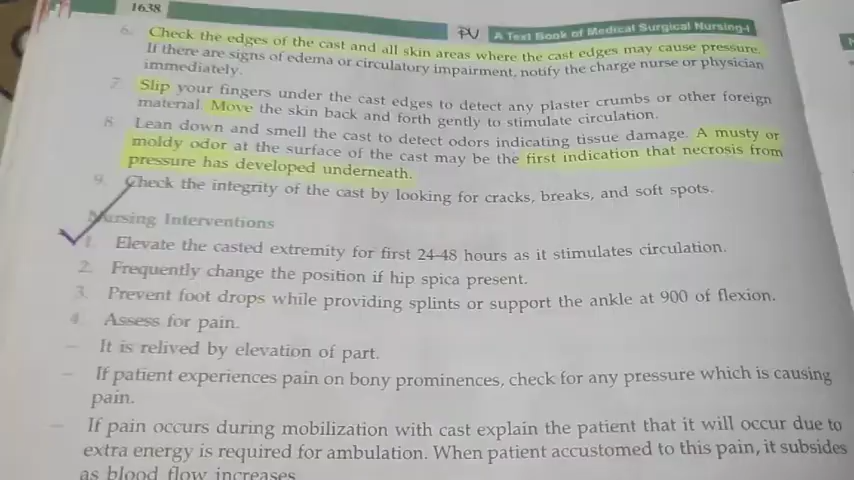 1638
PU A Text Book of Medical Surgical Nursing-I
6. Check the edges of the cast and all skin areas where the cast edges may cause pressure.
If there are signs of edema or circulatory impairment, notify the charge nurse or physician
immediately.
7. Slip your fingers under the cast edges to detect any plaster crumbs or other foreign
material. Move the skin back and forth gently to stimulate circulation.
8. Lean down and smell the cast to detect odors indicating tissue damage. A musty or
moldy odor at the surface of the cast may be the first indication that necrosis from
pressure has developed underneath.
9. Check the integrity of the cast by looking for cracks, breaks, and soft spots.
Nursing Interventions
1. Elevate the casted extremity for first 24-48 hours as it stimulates circulation.
2. Frequently change the position if hip spica present.
3. Prevent foot drops while providing splints or support the ankle at 900 of flexion.
4. Assess for pain.
– It is relived by elevation of part.
– If patient experiences pain on bony prominences, check for any pressure which is causing
pain.
– If pain occurs during mobilization with cast explain the patient that it will occur due to
extra energy is required for ambulation. When patient accustomed to this pain, it subsides
as blood flow increases